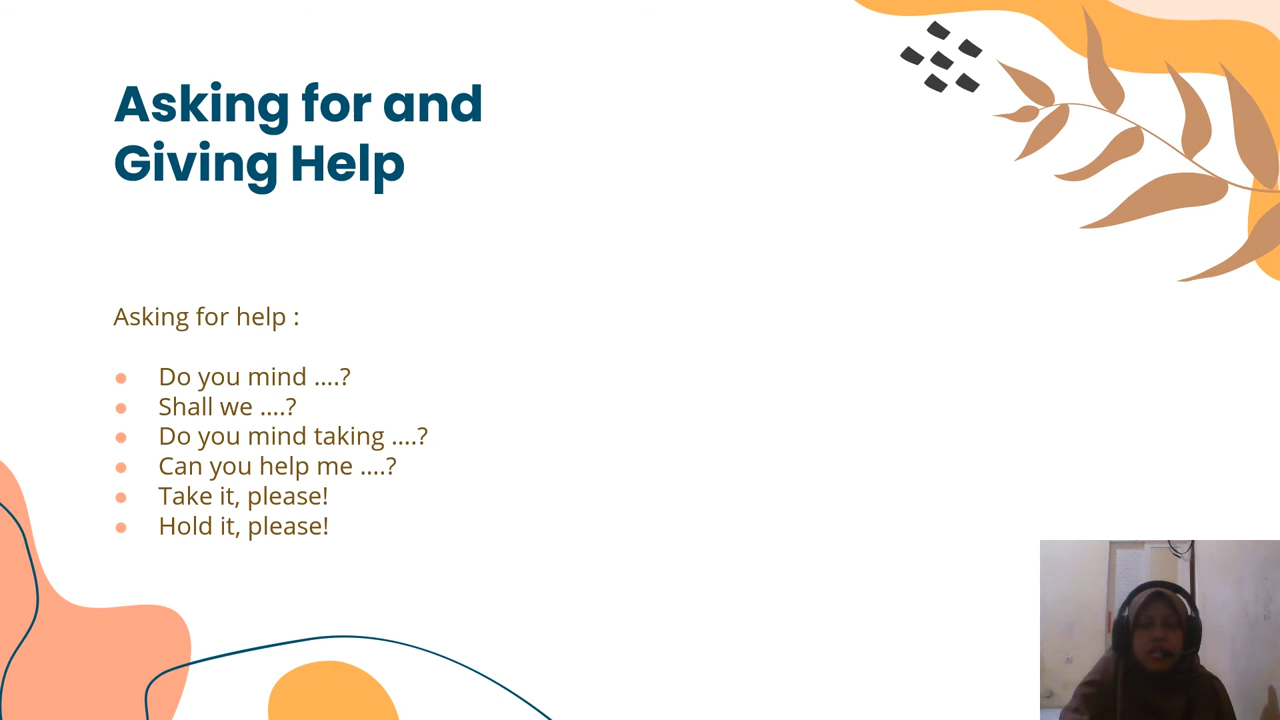 Asking for and
Giving Help
Asking for help :
Do you mind ....?
Shall we ....?
Do you mind taking ....?
Can you help me ....?
Take it, please!
Hold it, please!